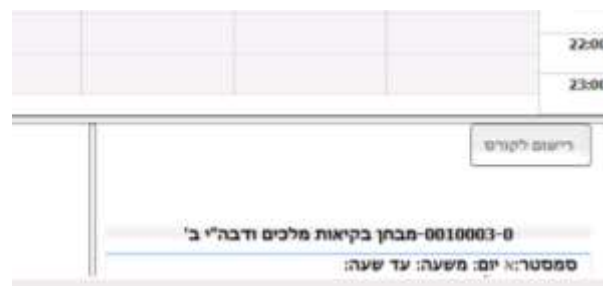 22:00
23:00
רישום לקורס
0010003-0-מבחן בקיאות מלכים ודבה"י ב'
סמסטר:א יום: משעה: עד שעה: